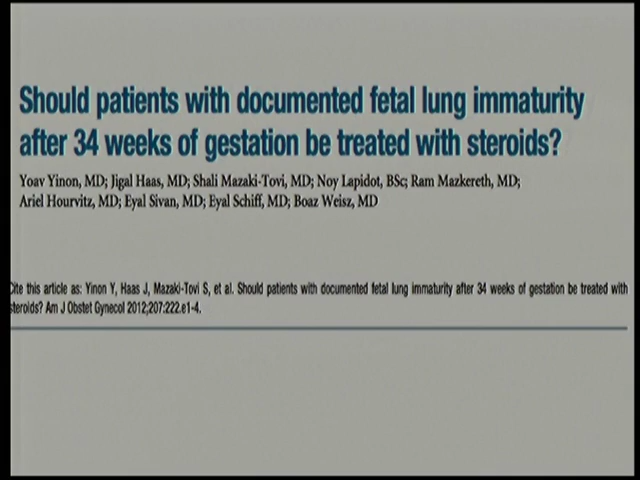 Should patients with documented fetal lung immaturity
after 34 weeks of gestation be treated with steroids?
Yoav Yinon, MD; Jigal Haas, MD; Shali Mazaki-Tovi, MD; Noy Lapidot, BSc; Ram Mazkereth, MD;
Ariel Hourvitz, MD; Eyal Sivan, MD; Eyal Schiff, MD; Boaz Weisz, MD
Cite this article as: Yinon Y, Haas J, Mazaki-Tovi S, et al. Should patients with documented fetal lung immaturity after 34 weeks of gestation be treated with
steroids? Am J Obstet Gynecol 2012;207:222.e1-4.